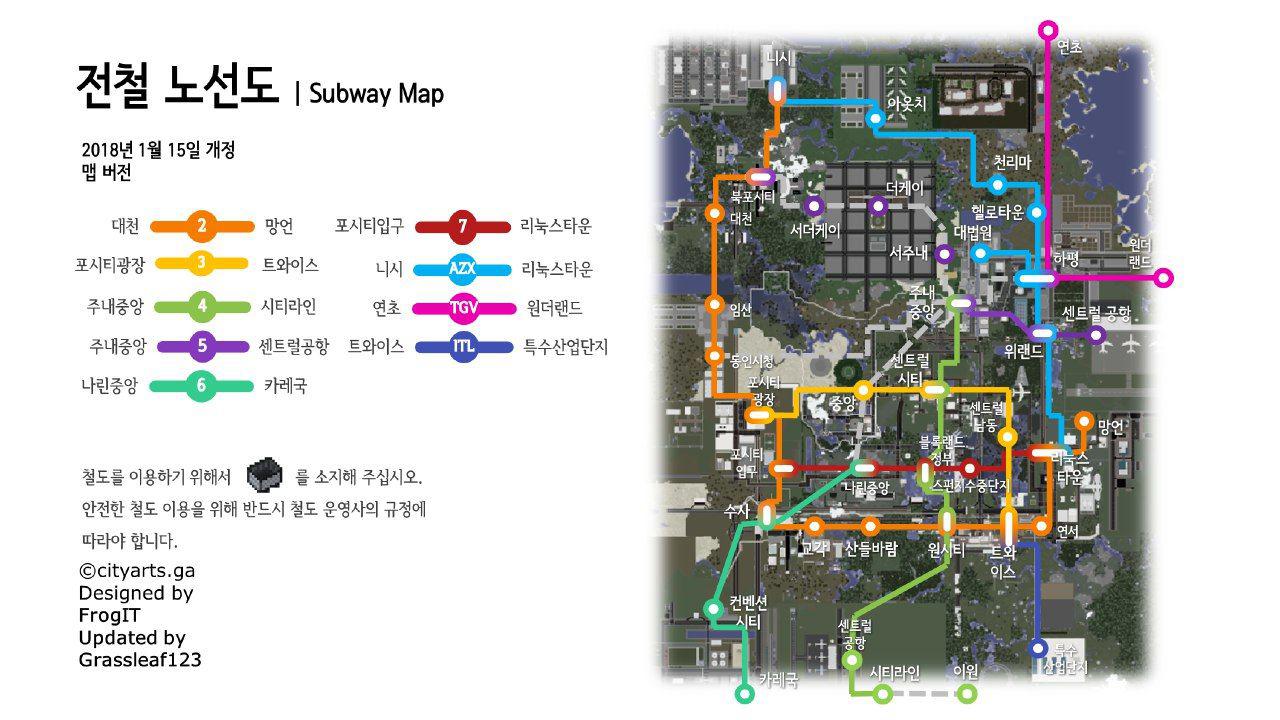 전철 노선도 | Subway Map
2018년 1월 15일 개정
맵 버전
대천 2 망언
포시티광장 3 트와이스
주내중앙 4 시티라인
주내중앙 5 센트럴공항
나린중앙 6 카레국
포시티입구 7 리눅스타운
니시 AZX 리눅스타운
연초 TGV 원더랜드
트와이스 ITL 특수산업단지
철도를 이용하기 위해서 를 소지해 주십시오.
안전한 철도 이용을 위해 반드시 철도 운영사의 규정에
따라야 합니다.
©cityarts.ga
Designed by
FrogIT
Updated by
Grassleaf123
연초
니시
아옷치
천리마
북포시티
더케이
대천
서더케이
헬로타운
대법원
서주내
하평
원더
랜드
주내
중앙
임산
센트럴 공항
위랜드
동인시청
센트럴
시티
포시티
광장
중앙
센트럴
남동
망언
블록랜드
정부
포시티
입구
리눅스
타운
나린중앙
스펀지수중단지
수사
교각
산들바람
원시티
트와
이스
연서
컨벤션
시티
센트럴
공항
특수
산업단지
카레국
시티라인
이원